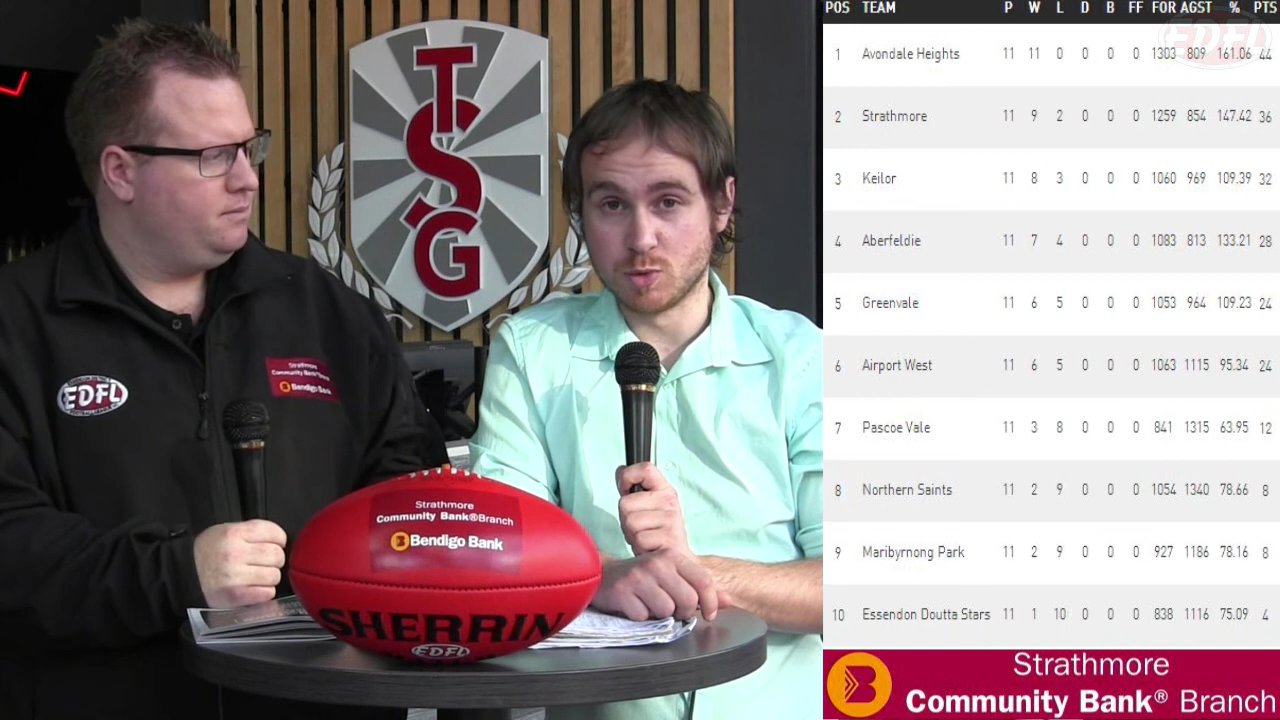 TSG
EDFL
Strathmore
Community Bank Branch
Bendigo Bank
Strathmore
Community Bank®Branch
Bendigo Bank
SHERRIN
EDFL
POS TEAM P W L D B FF FOR AGST % PTS
EDFL
1 Avondale Heights 11 11 0 0 0 0 1303 809 161.06 44
2 Strathmore 11 9 2 0 0 0 1259 854 147.42 36
3 Keilor 11 8 3 0 0 0 1060 969 109.39 32
4 Aberfeldie 11 7 4 0 0 0 1083 813 133.21 28
5 Greenvale 11 6 5 0 0 0 1053 964 109.23 24
6 Airport West 11 6 5 0 0 0 1063 1115 95.34 24
7 Pascoe Vale 11 3 8 0 0 0 841 1315 63.95 12
8 Northern Saints 11 2 9 0 0 0 1054 1340 78.66 8
9 Maribyrnong Park 11 2 9 0 0 0 927 1186 78.16 8
10 Essendon Doutta Stars 11 1 10 0 0 0 838 1116 75.09 4
Strathmore
Community Bank® Branch